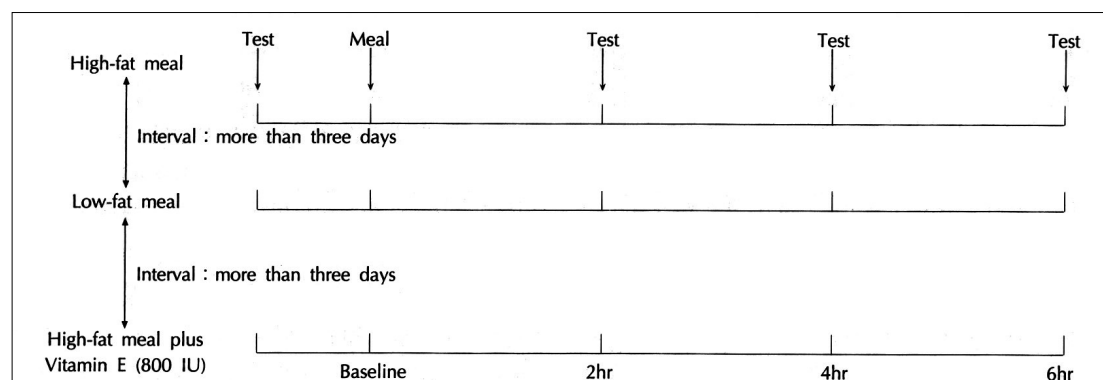 Test Meal Test Test Test
High-fat meal
Interval : more than three days
Low-fat meal
Interval : more than three days
High-fat meal plus
Vitamin E (800 IU)
Baseline 2hr 4hr 6hr